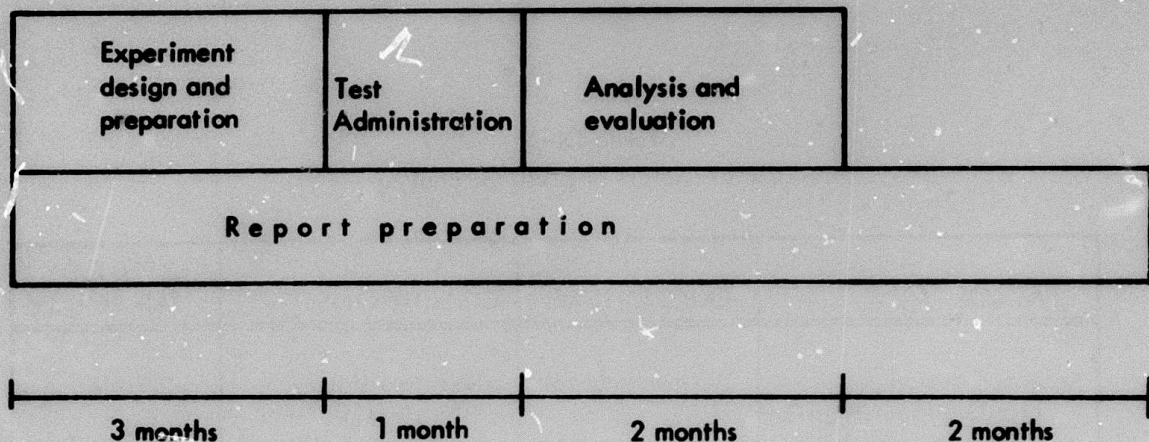 Experiment
design and
preparation
Test
Administration
Analysis and
evaluation
Report preparation
3 months
1 month
2 months
2 months